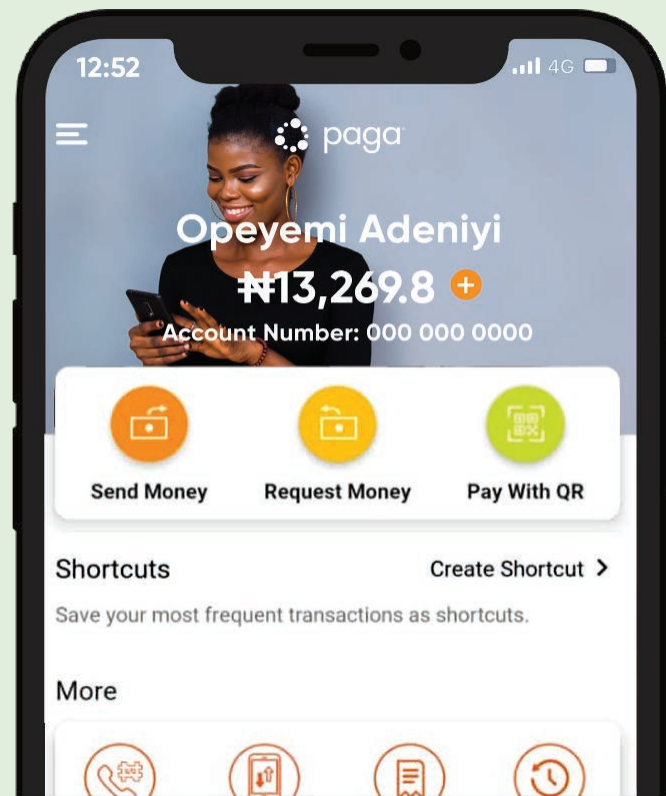 12:52
4G
paga
Opeyemi Adeniyi
₦13,269.8
Account Number: 000 000 0000
Send Money
Request Money
Pay With QR
Shortcuts
Create Shortcut
Save your most frequent transactions as shortcuts.
More